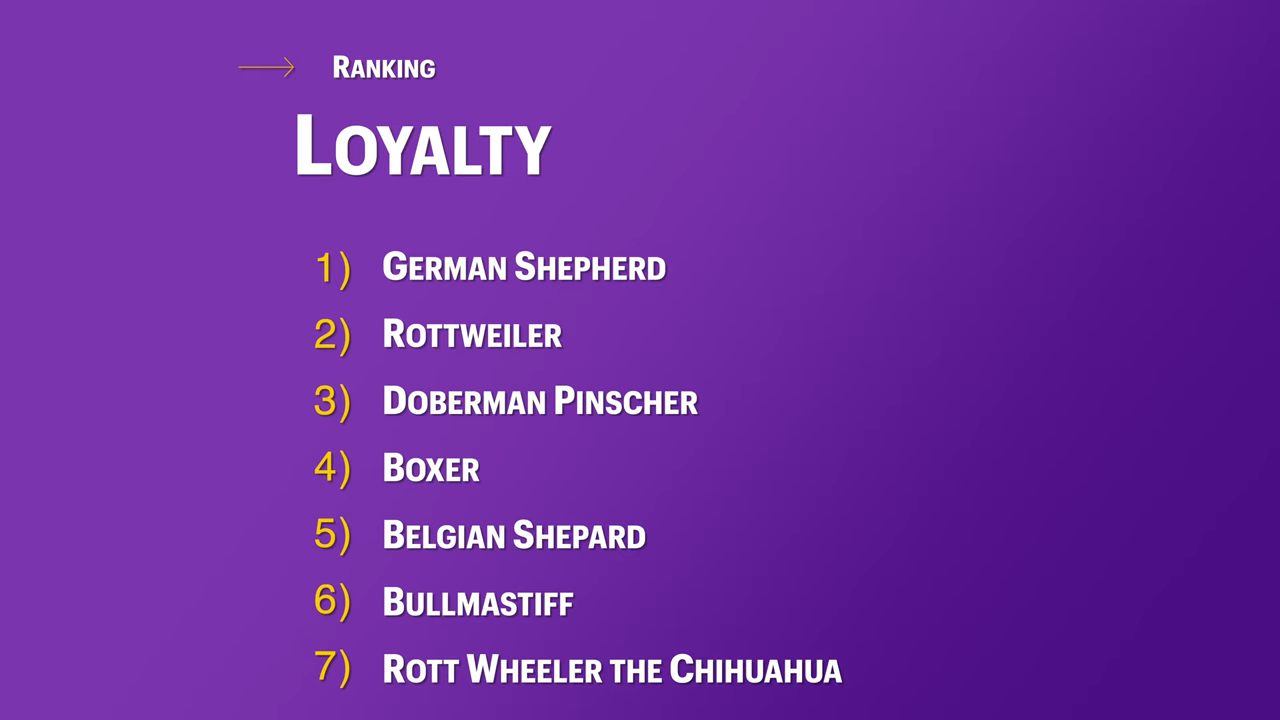 Ranking
Loyalty
1) German Shepherd
2) Rottweiler
3) Doberman Pinscher
4) Boxer
5) Belgian Shepard
6) Bullmastiff
7) Rott Wheeler the Chihuahua